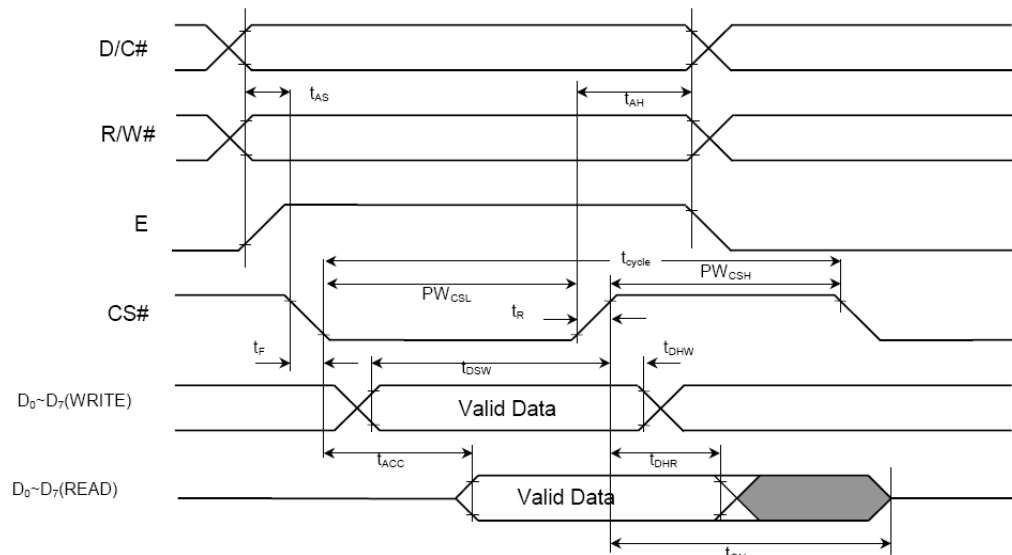 D/C#
tAS
tAH
R/W#
E
tcycle
PWCSL
PWCSH
CS#
tR
tF
tDSW
tDHW
D0~D7(WRITE)
Valid Data
tACC
tDHR
D0~D7(READ)
Valid Data